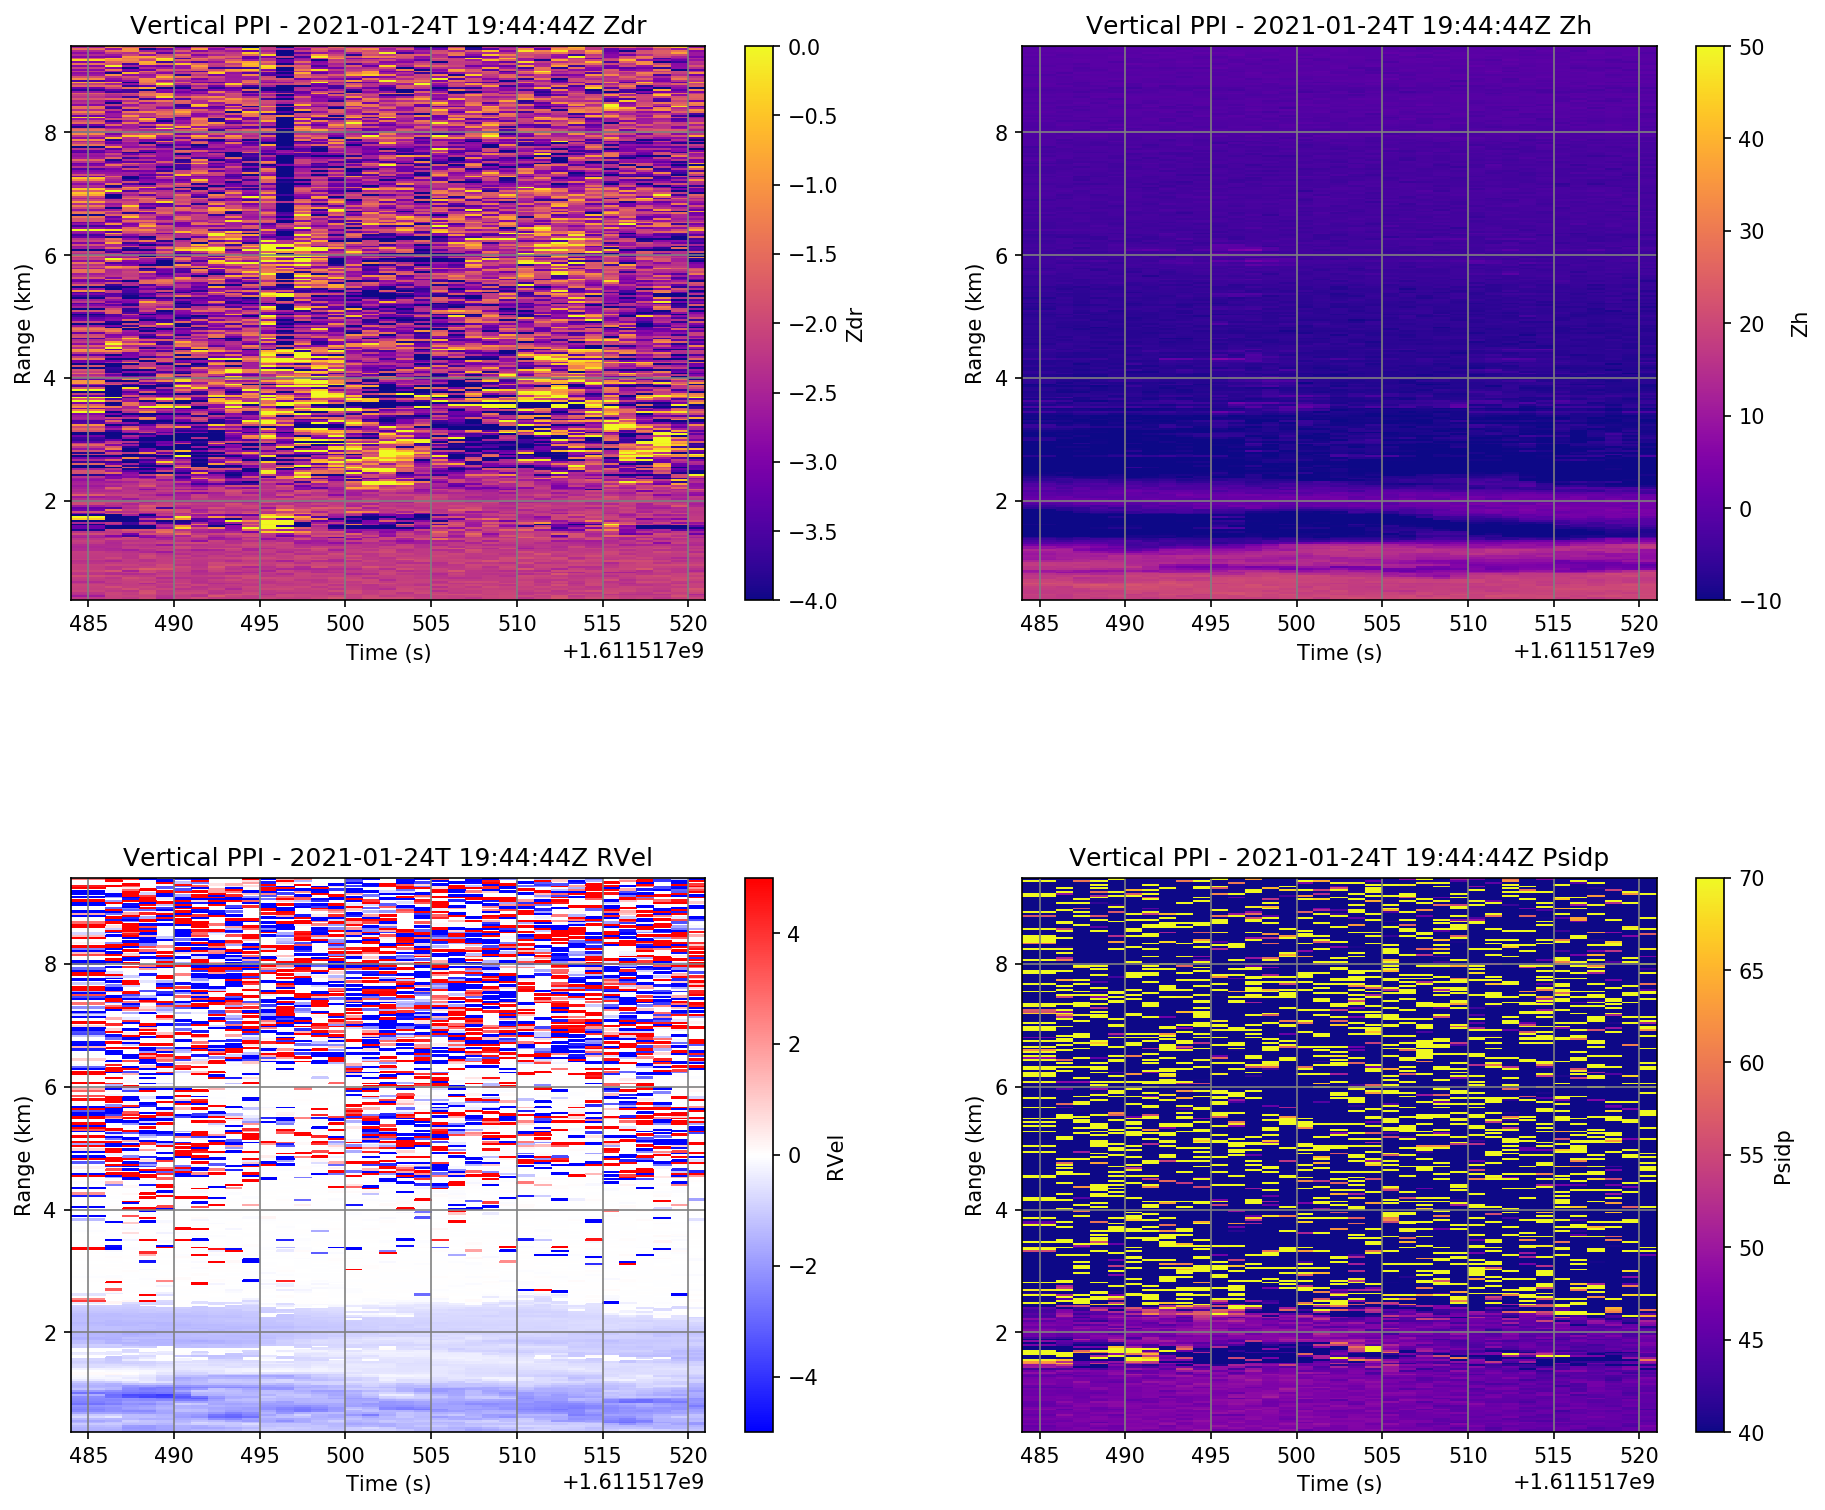 Vertical PPI - 2021-01-24T 19:44:44Z Zdr
Range (km)
8
6
4
2
485 490 495 500 505 510 515 520
Time (s)
+1.611517e9
0.0
−0.5
−1.0
−1.5
−2.0
−2.5
−3.0
−3.5
−4.0
Zdr
Vertical PPI - 2021-01-24T 19:44:44Z Zh
Range (km)
8
6
4
2
485 490 495 500 505 510 515 520
Time (s)
+1.611517e9
50
40
30
20
10
0
−10
Zh
Vertical PPI - 2021-01-24T 19:44:44Z RVel
Range (km)
8
6
4
2
485 490 495 500 505 510 515 520
Time (s)
+1.611517e9
4
2
0
−2
−4
RVel
Vertical PPI - 2021-01-24T 19:44:44Z Psidp
Range (km)
8
6
4
2
485 490 495 500 505 510 515 520
Time (s)
+1.611517e9
70
65
60
55
50
45
40
Psidp